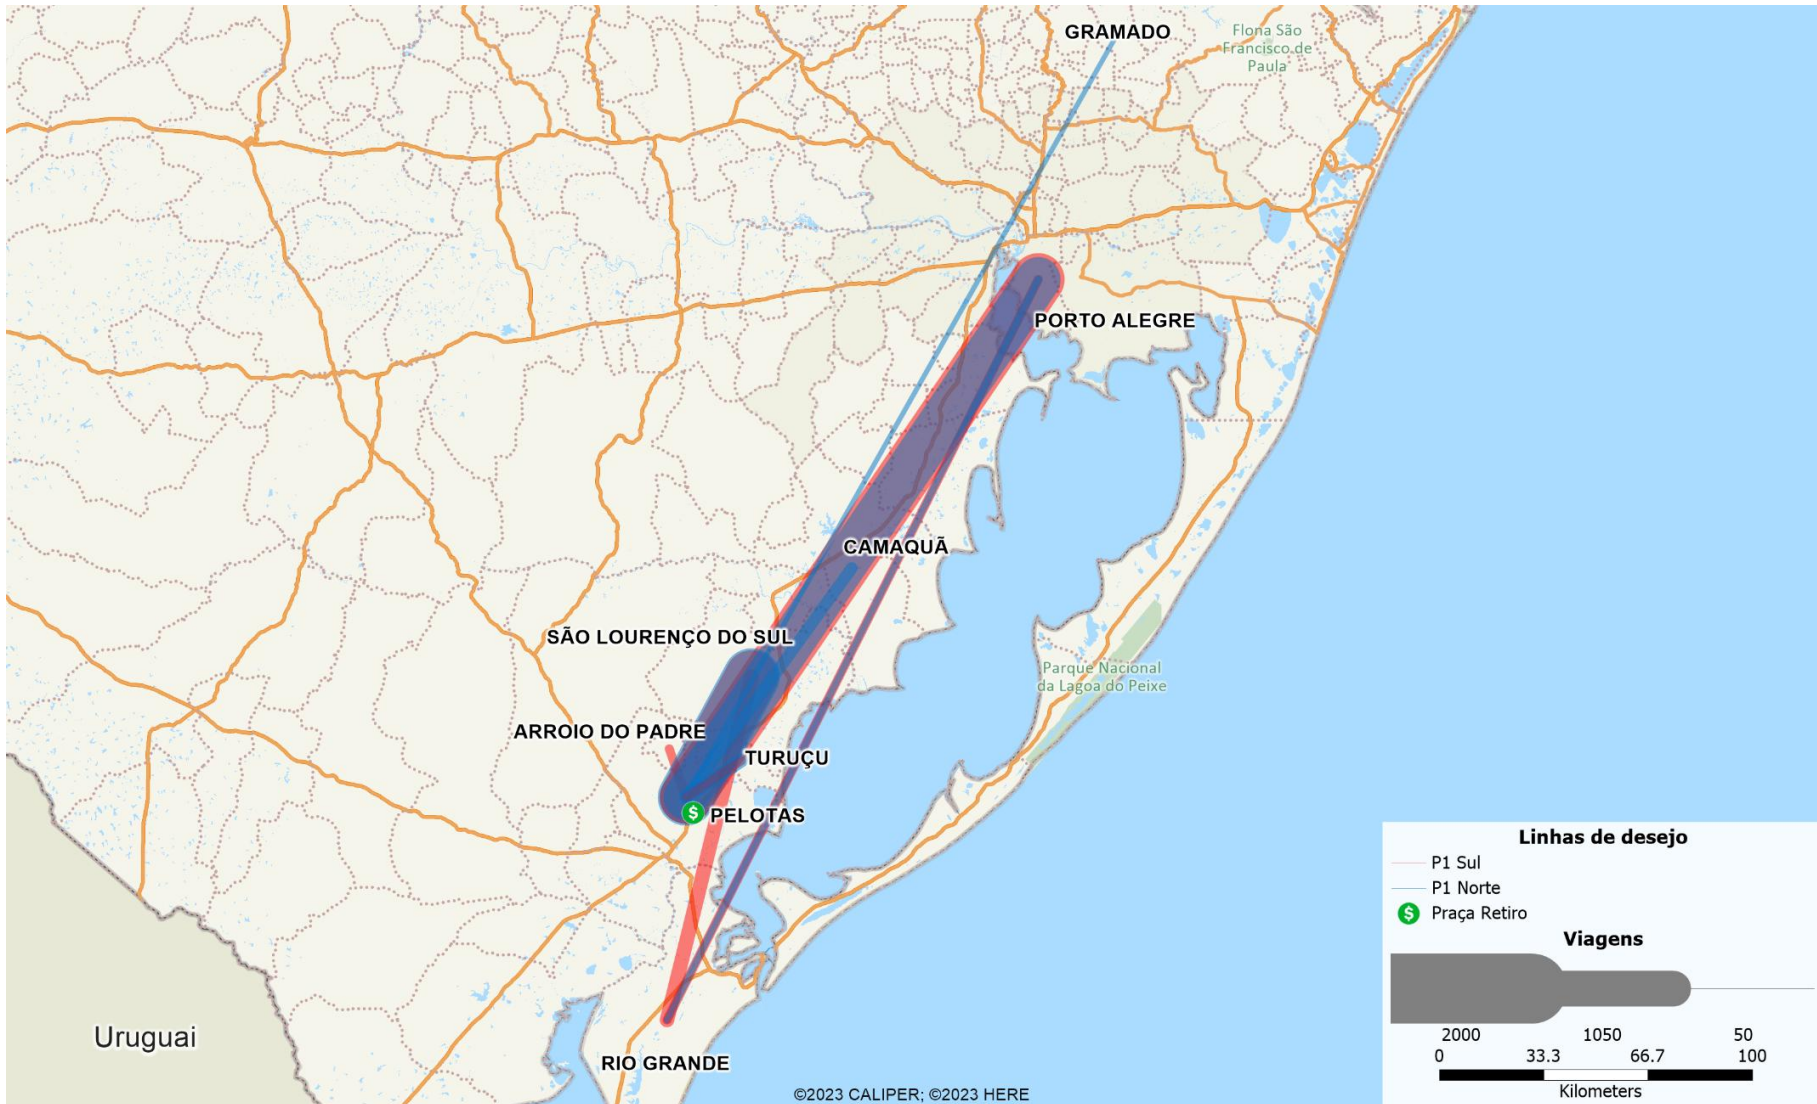 GRAMADO
Flona São
Francisco de
Paula
PORTO ALEGRE
CAMAQUÃ
SÃO LOURENÇO DO SUL
Parque Nacional
da Lagoa do Peixe
ARROIO DO PADRE
TURUÇU
$ PELOTAS
Uruguai
RIO GRANDE
©2023 CALIPER; ©2023 HERE
Linhas de desejo
P1 Sul
P1 Norte
$ Praça Retiro
Viagens
2000 1050 50
0 33.3 66.7 100
Kilometers